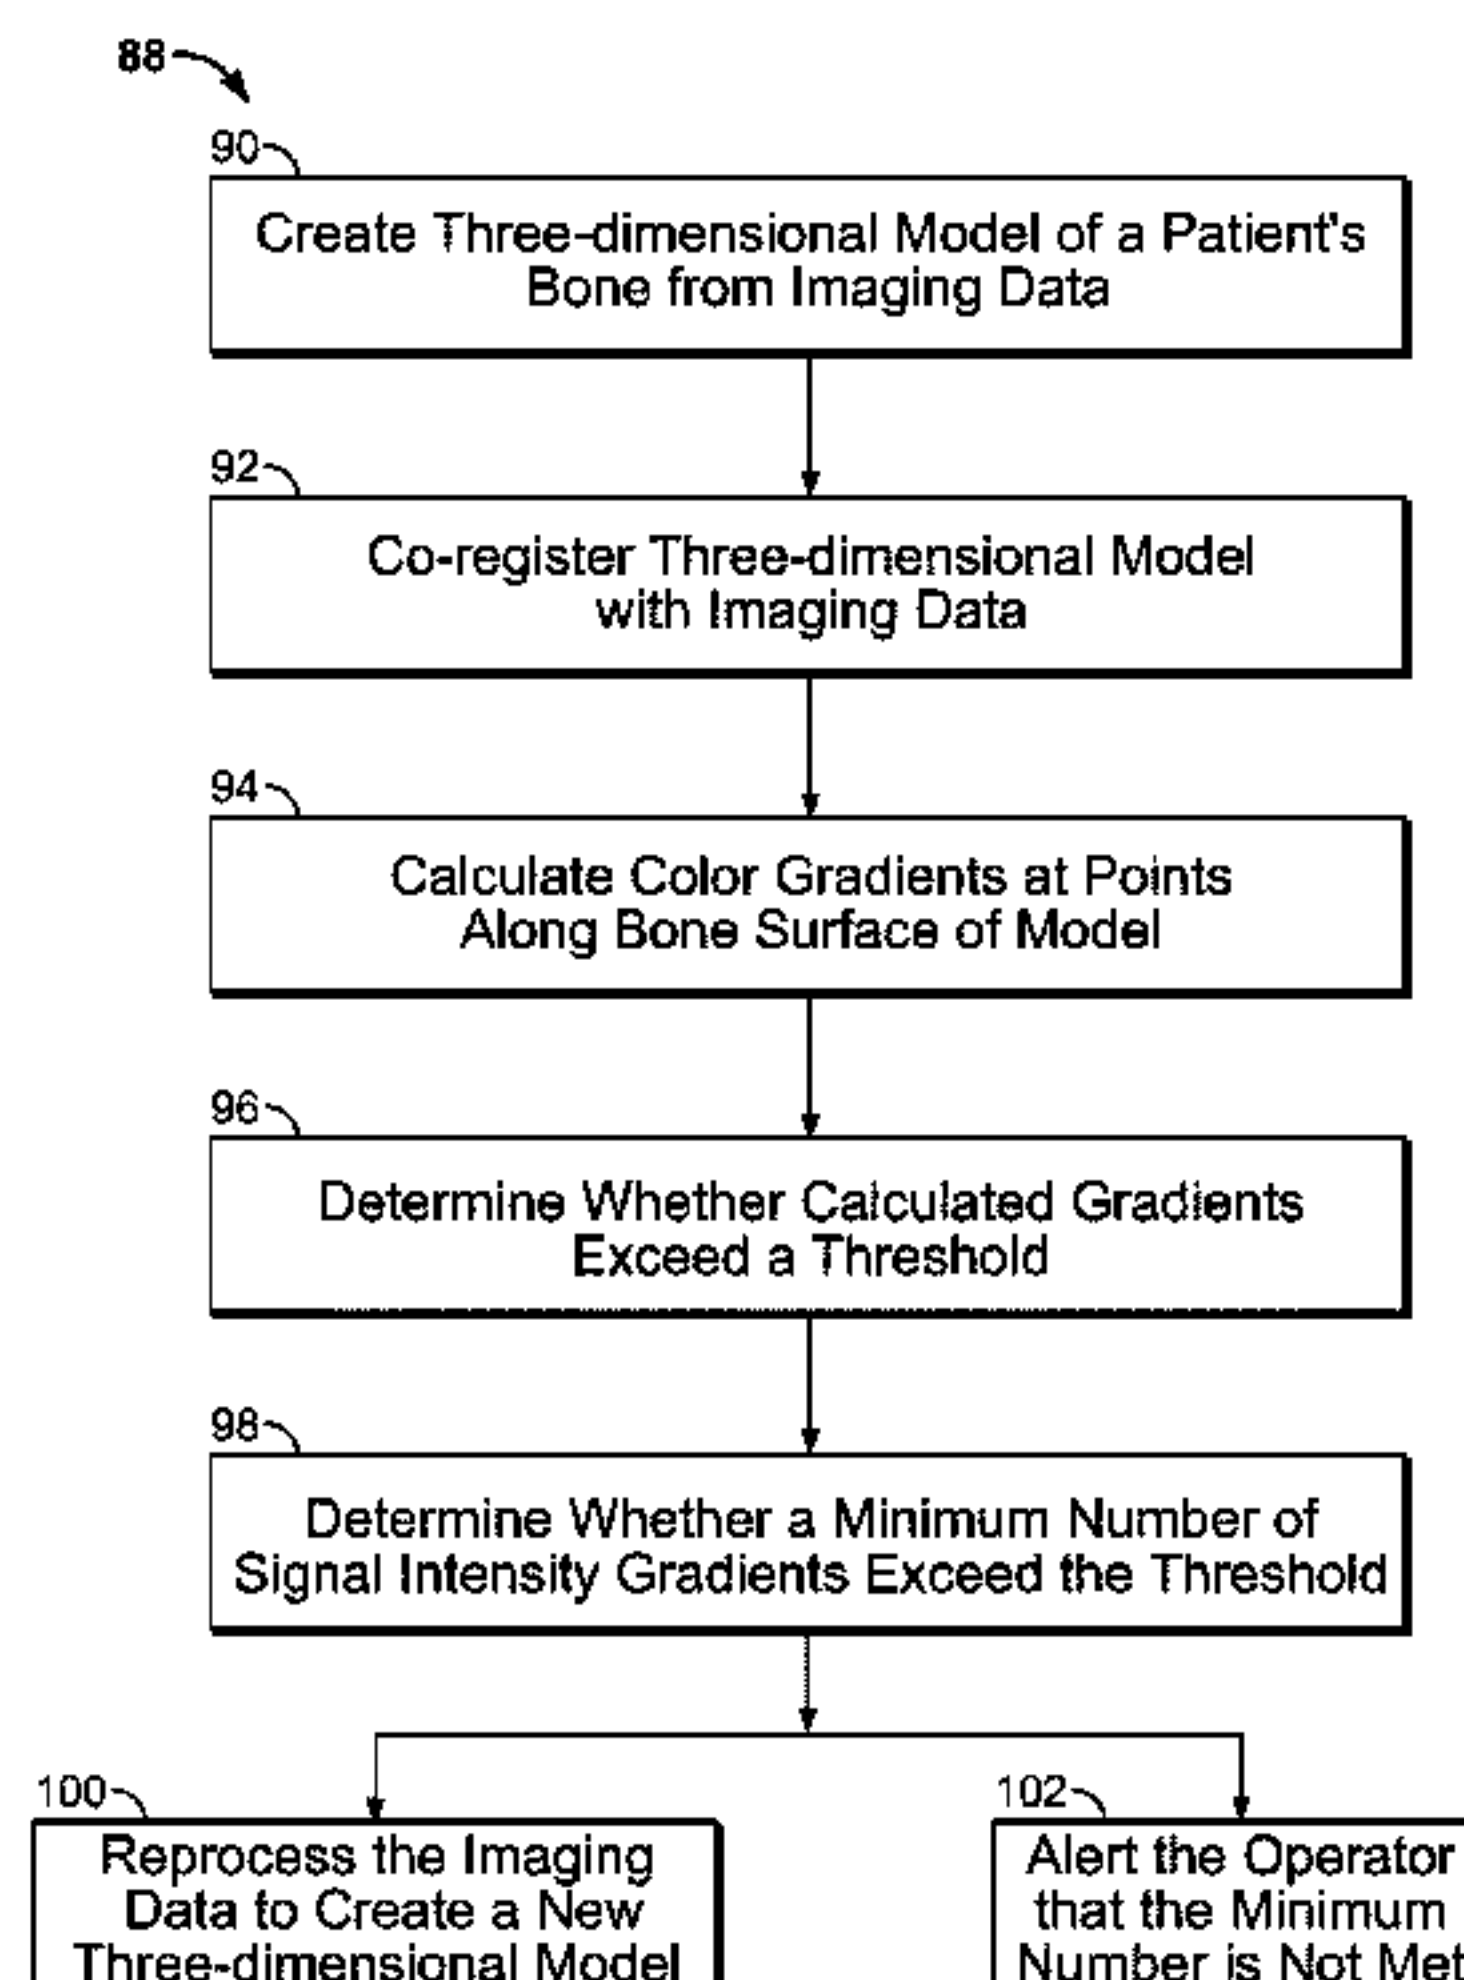 88
90
Create Three-dimensional Model of a Patient's
Bone from Imaging Data
92
Co-register Three-dimensional Model
with Imaging Data
94
Calculate Color Gradients at Points
Along Bone Surface of Model
96
Determine Whether Calculated Gradients
Exceed a Threshold
98
Determine Whether a Minimum Number of
Signal Intensity Gradients Exceed the Threshold
100
Reprocess the Imaging
Data to Create a New
Three-dimensional Model
102
Alert the Operator
that the Minimum
Number is Not Met